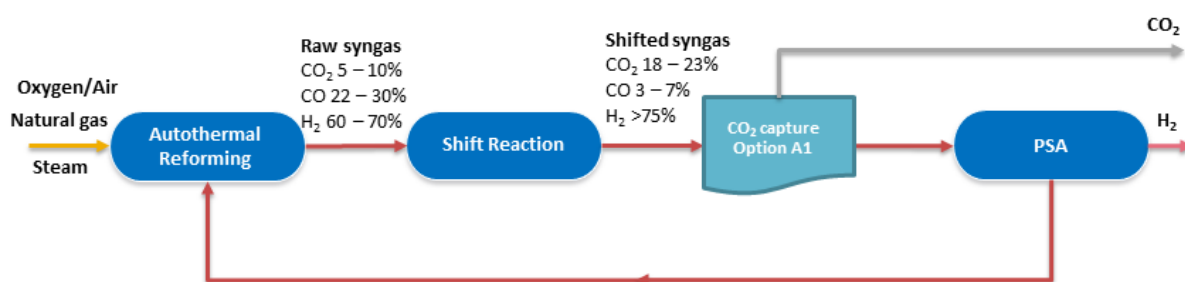 Oxygen/Air
Natural gas
Steam
Autothermal
Reforming
Raw syngas
CO₂ 5 – 10%
CO 22 – 30%
H₂ 60 – 70%
Shift Reaction
Shifted syngas
CO₂ 18 – 23%
CO 3 – 7%
H₂ >75%
CO₂ capture
Option A1
CO₂
PSA
H₂